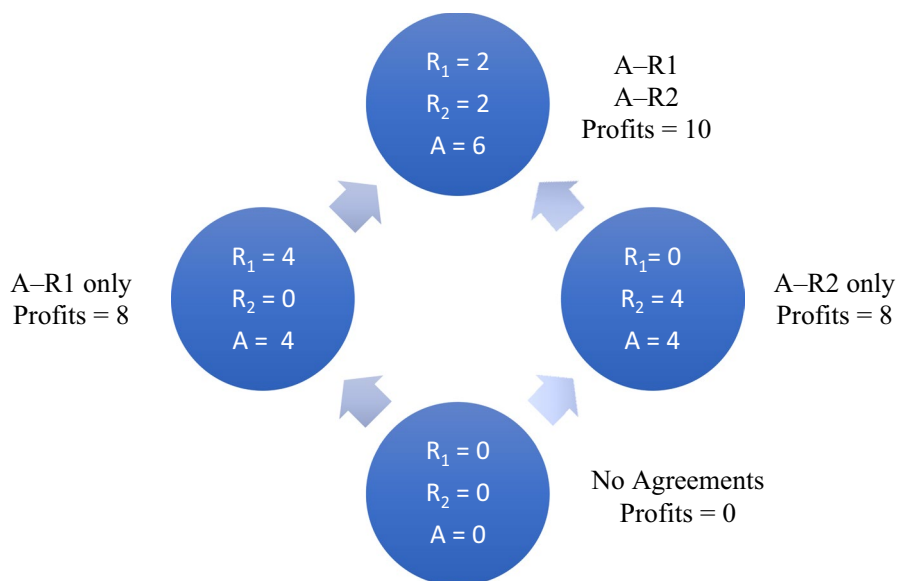 R₁ = 2
R₂ = 2
A = 6
A–R1
A–R2
Profits = 10
A–R1 only
Profits = 8
R₁ = 4
R₂ = 0
A = 4
R₁= 0
R₂ = 4
A = 4
A–R2 only
Profits = 8
R₁ = 0
R₂ = 0
A = 0
No Agreements
Profits = 0